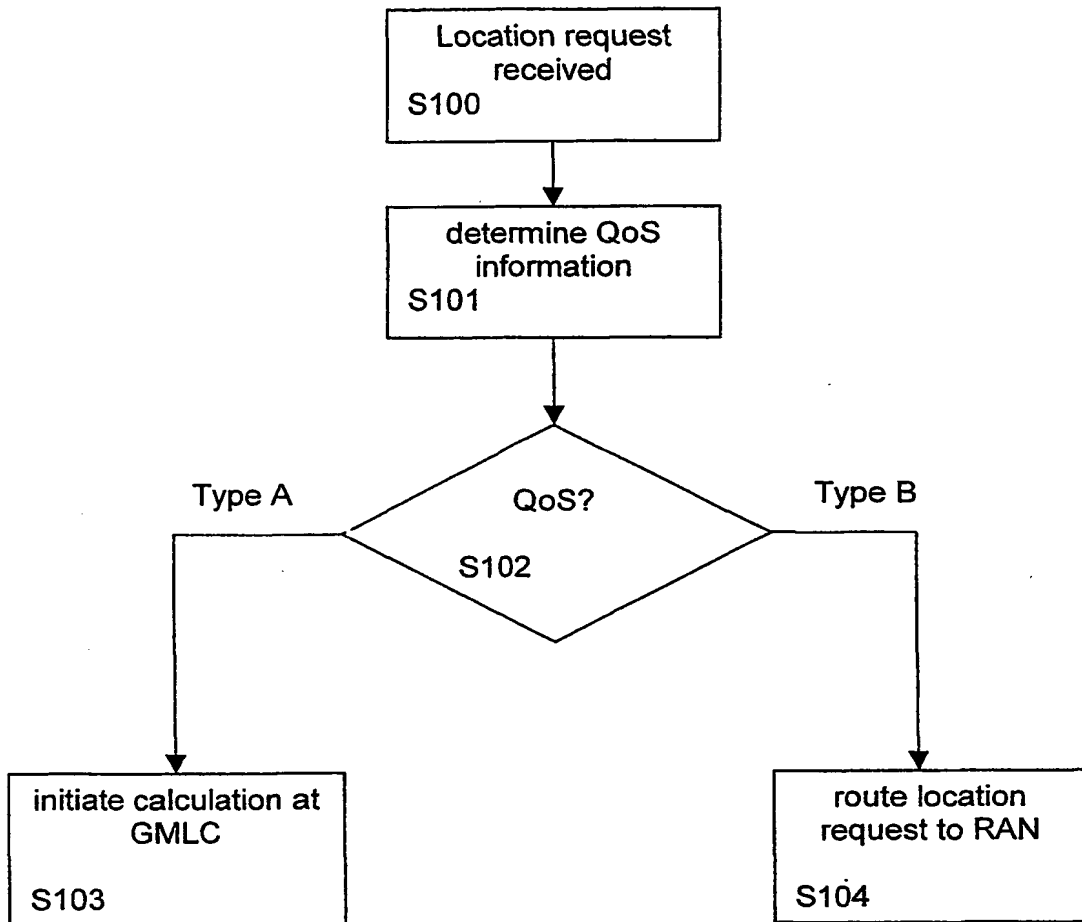 Location request
received
S100
determine QoS
information
S101
Type A
QoS?
Type B
S102
initiate calculation at
GMLC
S103
route location
request to RAN
S104